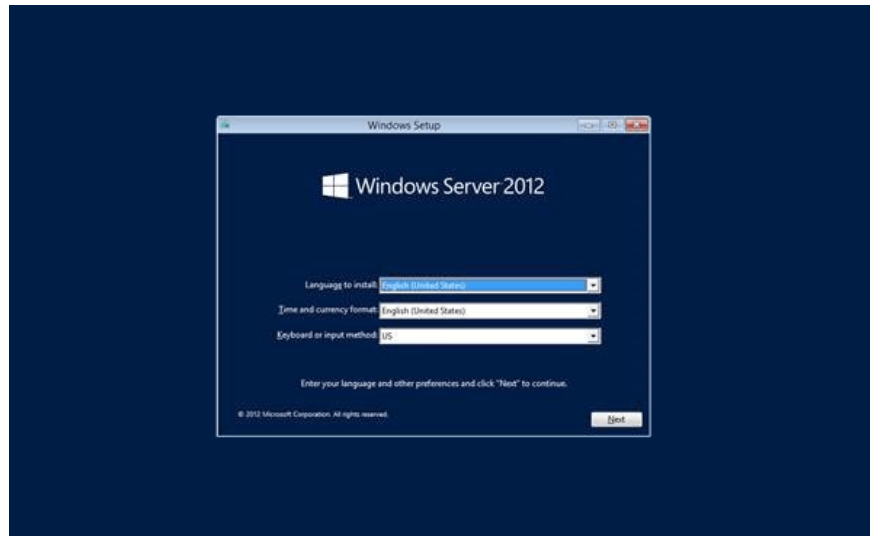 Windows Setup
Windows Server 2012
Language to install: English (United States)
Time and currency format: English (United States)
Keyboard or input method: US
Enter your language and other preferences and click "Next" to continue.
© 2012 Microsoft Corporation. All rights reserved.
Next